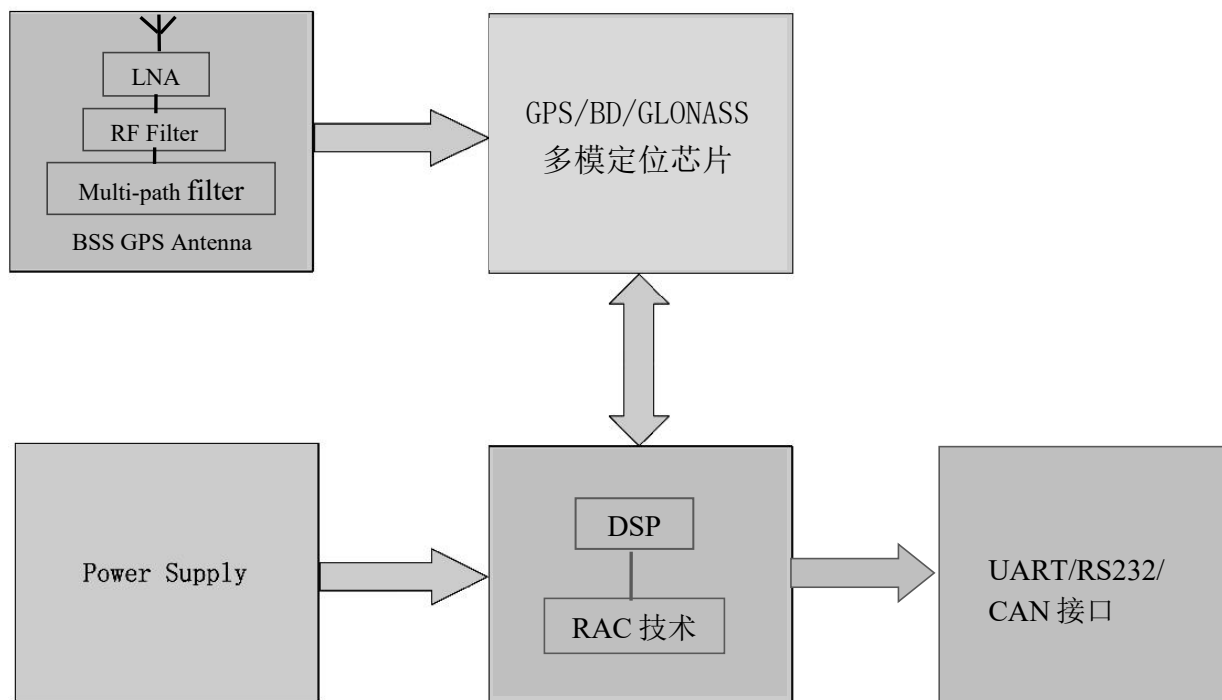 LNA
RF Filter
Multi-path filter
BSS GPS Antenna
GPS/BD/GLONASS
多模定位芯片
Power Supply
DSP
RAC 技术
UART/RS232/
CAN 接口